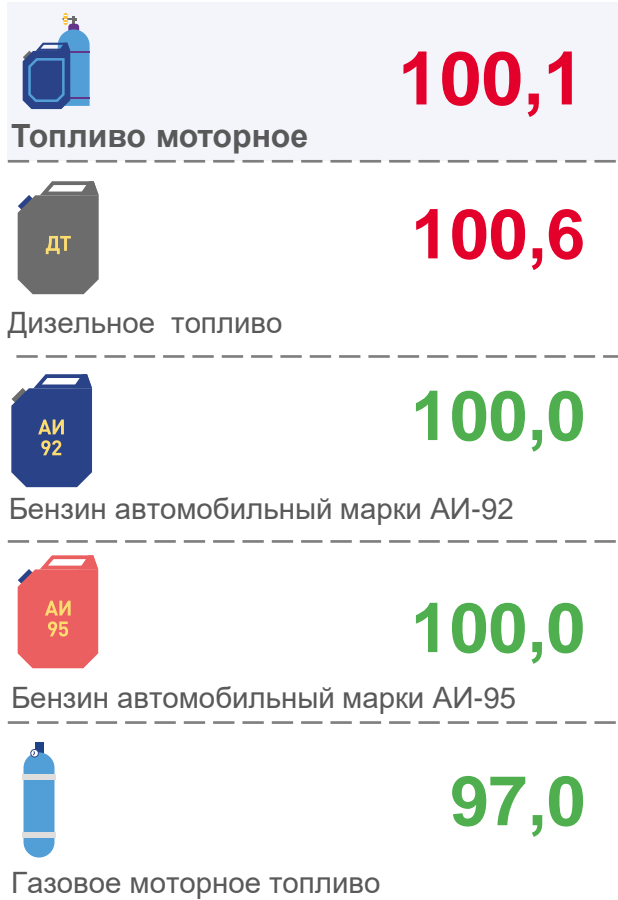 100,1
Топливо моторное
ДТ
100,6
Дизельное топливо
АИ
92
100,0
Бензин автомобильный марки АИ-92
АИ
95
100,0
Бензин автомобильный марки АИ-95
97,0
Газовое моторное топливо